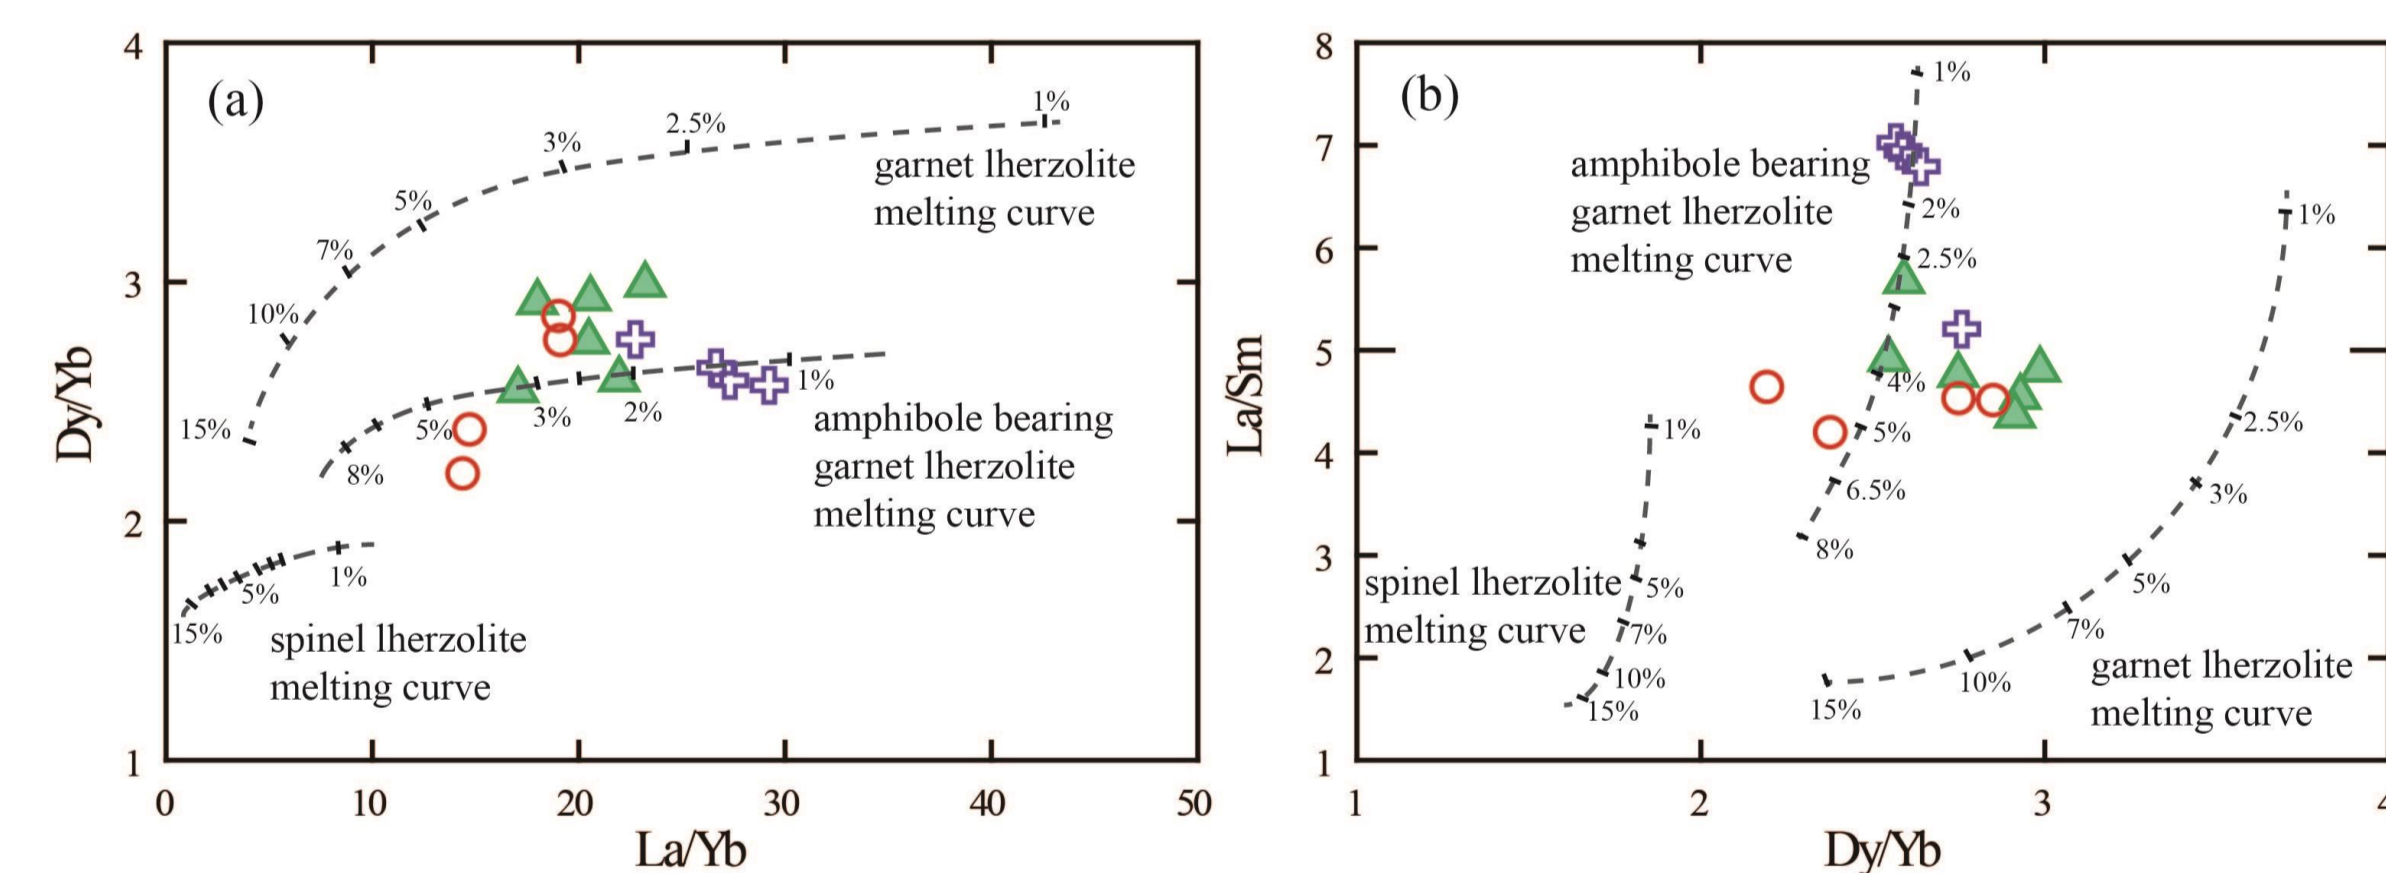 (a)
4
3
2
1
Dy/Yb
0
10
20
30
40
50
La/Yb
1%
2.5%
3%
5%
7%
10%
15%
garnet lherzolite
melting curve
1%
2%
3%
5%
8%
amphibole bearing
garnet lherzolite
melting curve
1%
5%
15%
spinel lherzolite
melting curve
(b)
8
7
6
5
4
3
2
1
La/Sm
1
2
3
4
Dy/Yb
1%
amphibole bearing
garnet lherzolite
melting curve
2%
2.5%
4%
5%
6.5%
8%
1%
spinel lherzolite
melting curve
5%
7%
10%
15%
1%
2.5%
3%
5%
7%
10%
15%
garnet lherzolite
melting curve